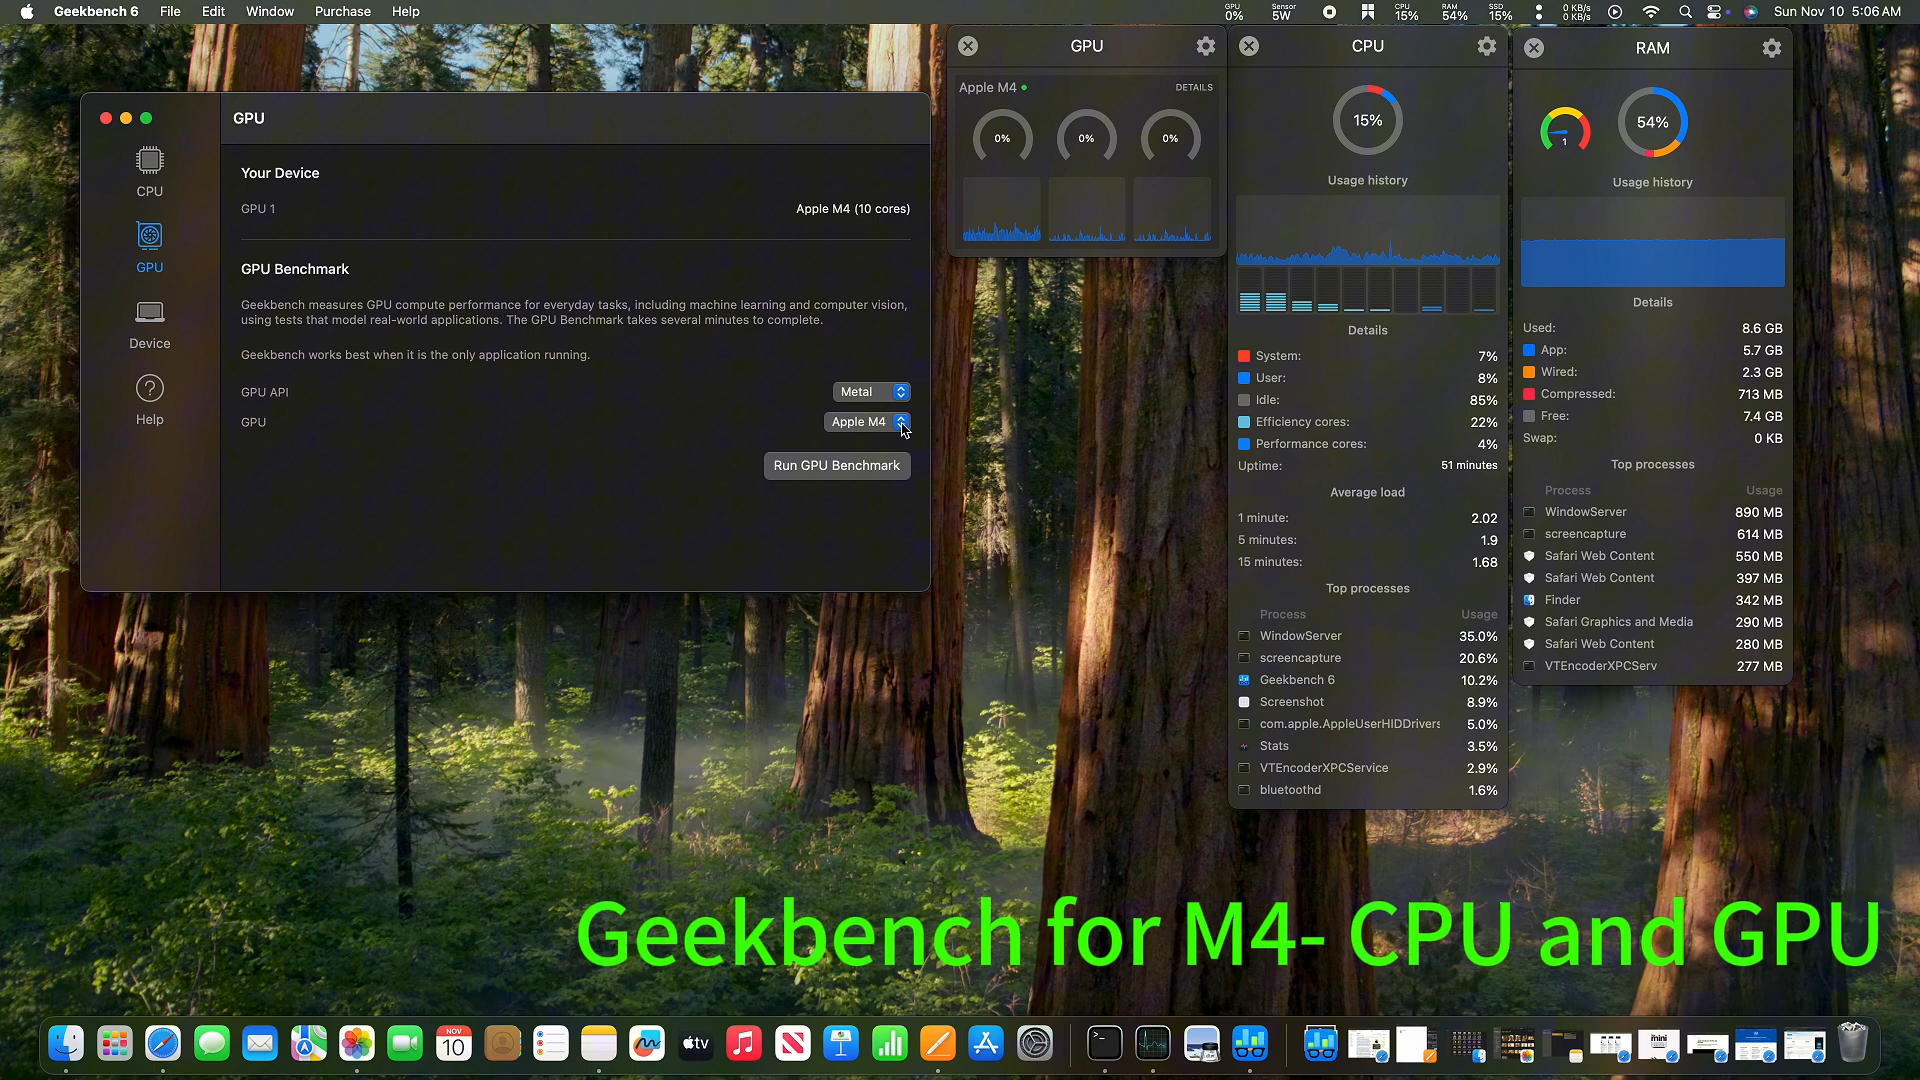 Geekbench 6 File Edit Window Purchase Help
GPU 0% Sensor 5W CPU 15% RAM 54% SSD 15% 0 KB/s 0 KB/s Sun Nov 10 5:06 AM
CPU
GPU
Device
Help
GPU
Your Device
GPU 1 Apple M4 (10 cores)
GPU Benchmark
Geekbench measures GPU compute performance for everyday tasks, including machine learning and computer vision,
using tests that model real-world applications. The GPU Benchmark takes several minutes to complete.
Geekbench works best when it is the only application running.
GPU API Metal
GPU Apple M4
Run GPU Benchmark
GPU
Apple M4 DETAILS
0% 0% 0%
CPU
15%
Usage history
Details
System: 7%
User: 8%
Idle: 85%
Efficiency cores: 22%
Performance cores: 4%
Uptime: 51 minutes
Average load
1 minute: 2.02
5 minutes: 1.9
15 minutes: 1.68
Top processes
Process Usage
WindowServer 35.0%
screencapture 20.6%
Geekbench 6 10.2%
Screenshot 8.9%
com.apple.AppleUserHIDDrivers 5.0%
Stats 3.5%
VTEncoderXPCService 2.9%
bluetoothd 1.6%
RAM
1 54%
Usage history
Details
Used: 8.6 GB
App: 5.7 GB
Wired: 2.3 GB
Compressed: 713 MB
Free: 7.4 GB
Swap: 0 KB
Top processes
Process Usage
WindowServer 890 MB
screencapture 614 MB
Safari Web Content 550 MB
Safari Web Content 397 MB
Finder 342 MB
Safari Graphics and Media 290 MB
Safari Web Content 280 MB
VTEncoderXPCServ 277 MB
Geekbench for M4- CPU and GPU
NOV
10
tv
mini